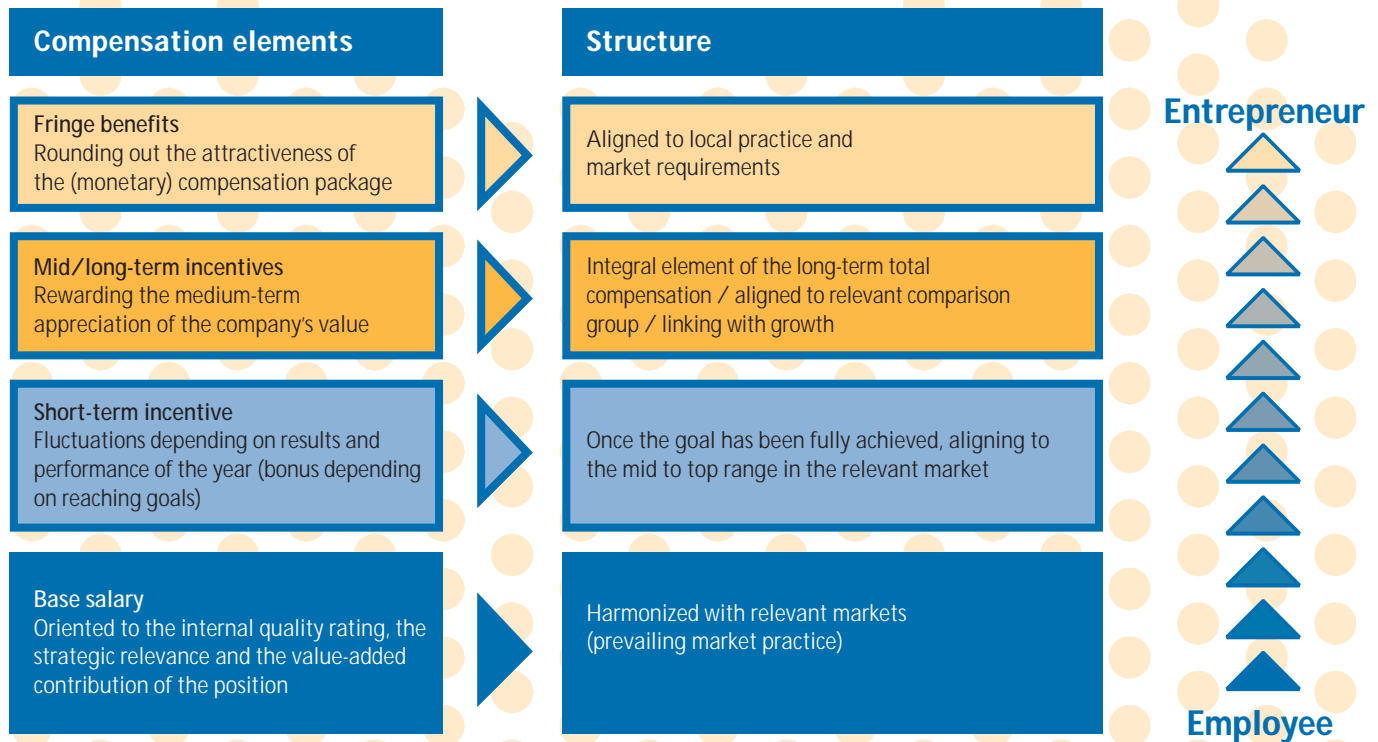 Compensation elements
Structure
Fringe benefits
Rounding out the attractiveness of
the (monetary) compensation package
Aligned to local practice and
market requirements
Mid/long-term incentives
Rewarding the medium-term
appreciation of the company's value
Integral element of the long-term total
compensation / aligned to relevant comparison
group / linking with growth
Short-term incentive
Fluctuations depending on results and
performance of the year (bonus depending
on reaching goals)
Once the goal has been fully achieved, aligning to
the mid to top range in the relevant market
Base salary
Oriented to the internal quality rating, the
strategic relevance and the value-added
contribution of the position
Harmonized with relevant markets
(prevailing market practice)
Entrepreneur
Employee